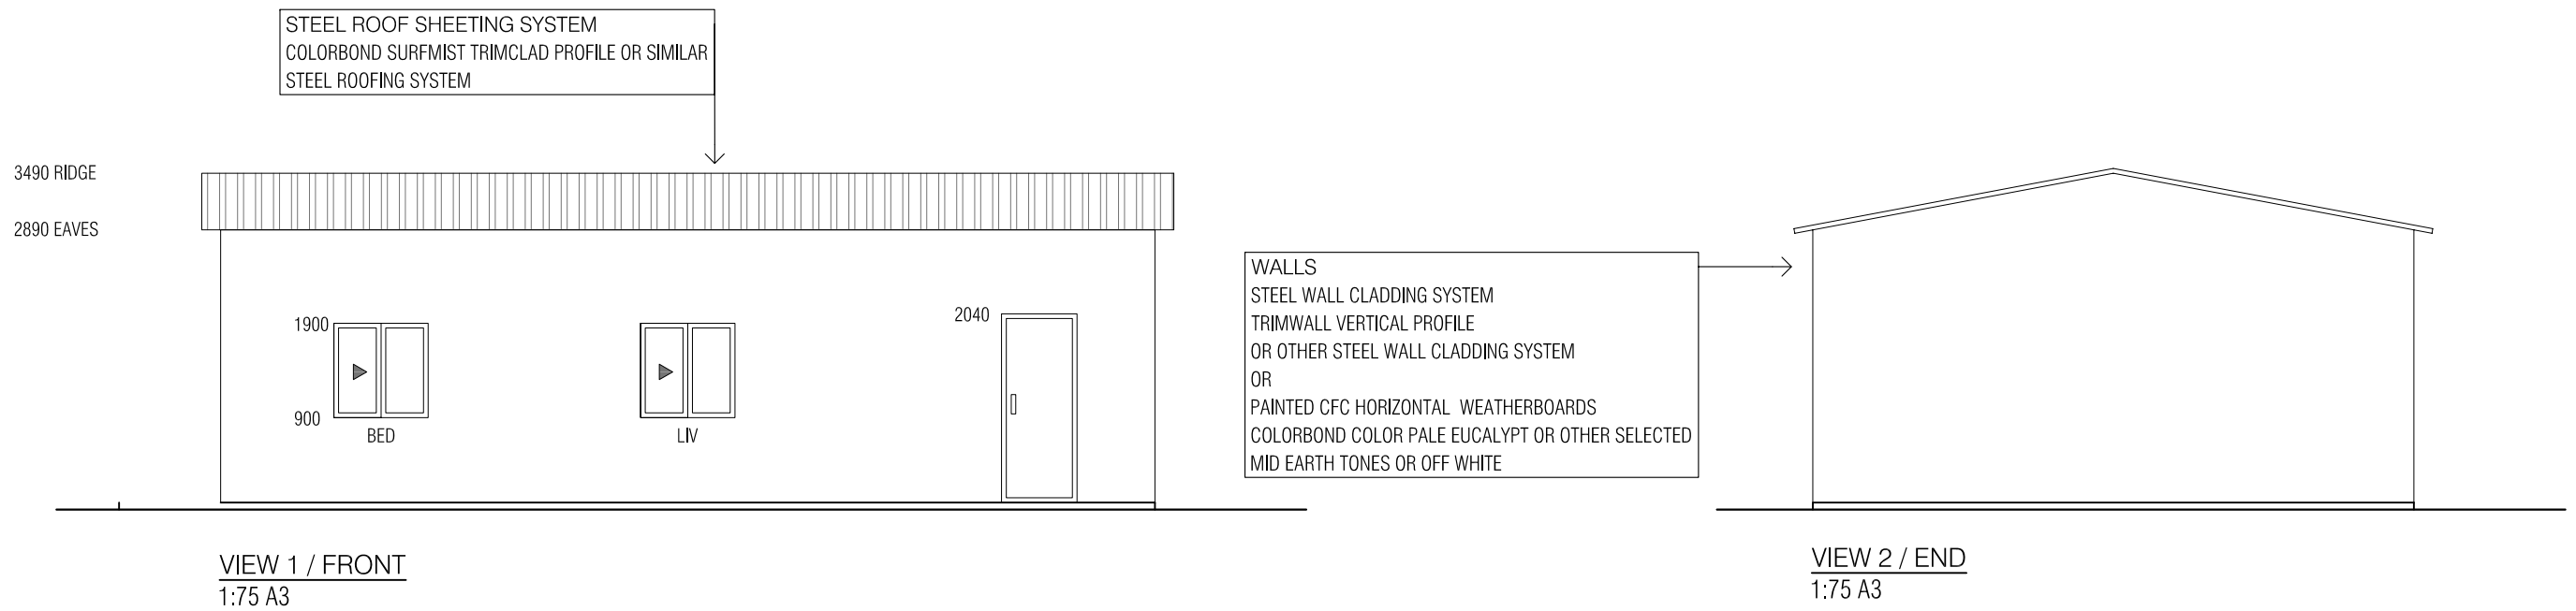 STEEL ROOF SHEETING SYSTEM
COLORBOND SURFMIST TRIMCLAD PROFILE OR SIMILAR
STEEL ROOFING SYSTEM
3490 RIDGE
2890 EAVES
1900
900
BED
LIV
2040
VIEW 1 / FRONT
1:75 A3
WALLS
STEEL WALL CLADDING SYSTEM
TRIMWALL VERTICAL PROFILE
OR OTHER STEEL WALL CLADDING SYSTEM
OR
PAINTED CFC HORIZONTAL WEATHERBOARDS
COLORBOND COLOR PALE EUCALYPT OR OTHER SELECTED
MID EARTH TONES OR OFF WHITE
VIEW 2 / END
1:75 A3